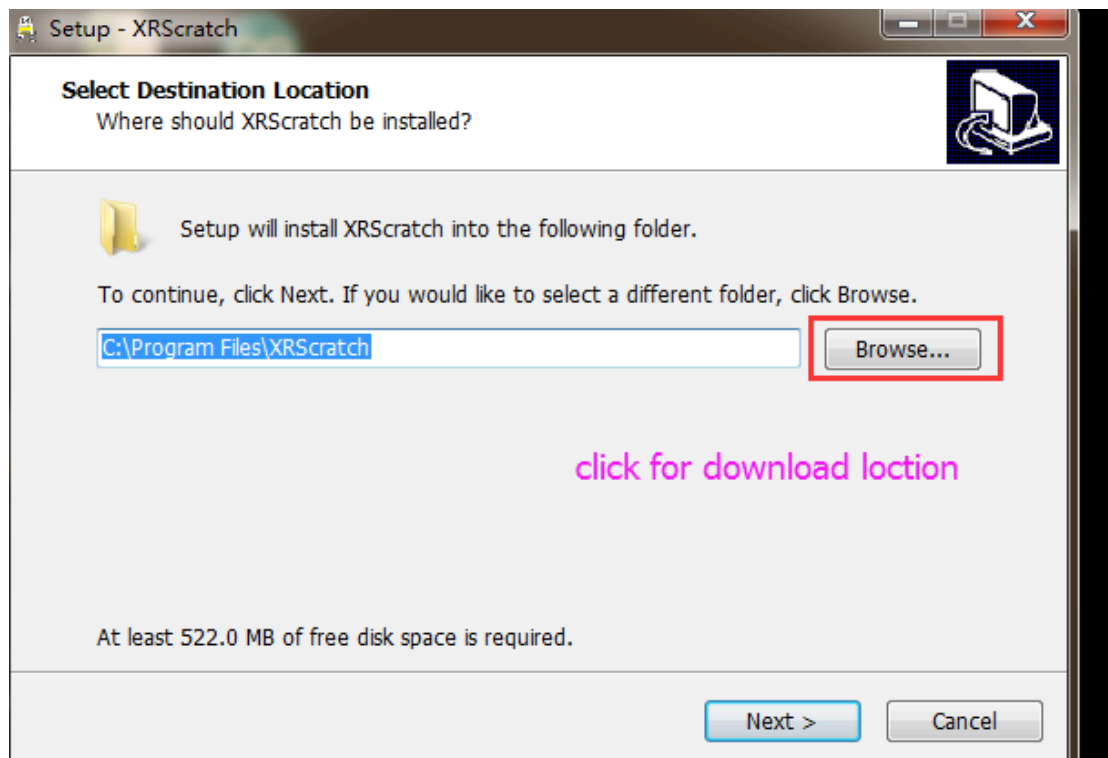 Setup - XRScratch
Select Destination Location
Where should XRScratch be installed?
Setup will install XRScratch into the following folder.
To continue, click Next. If you would like to select a different folder, click Browse.
C:\Program Files\XRScratch
Browse...
click for download loction
At least 522.0 MB of free disk space is required.
Next >
Cancel